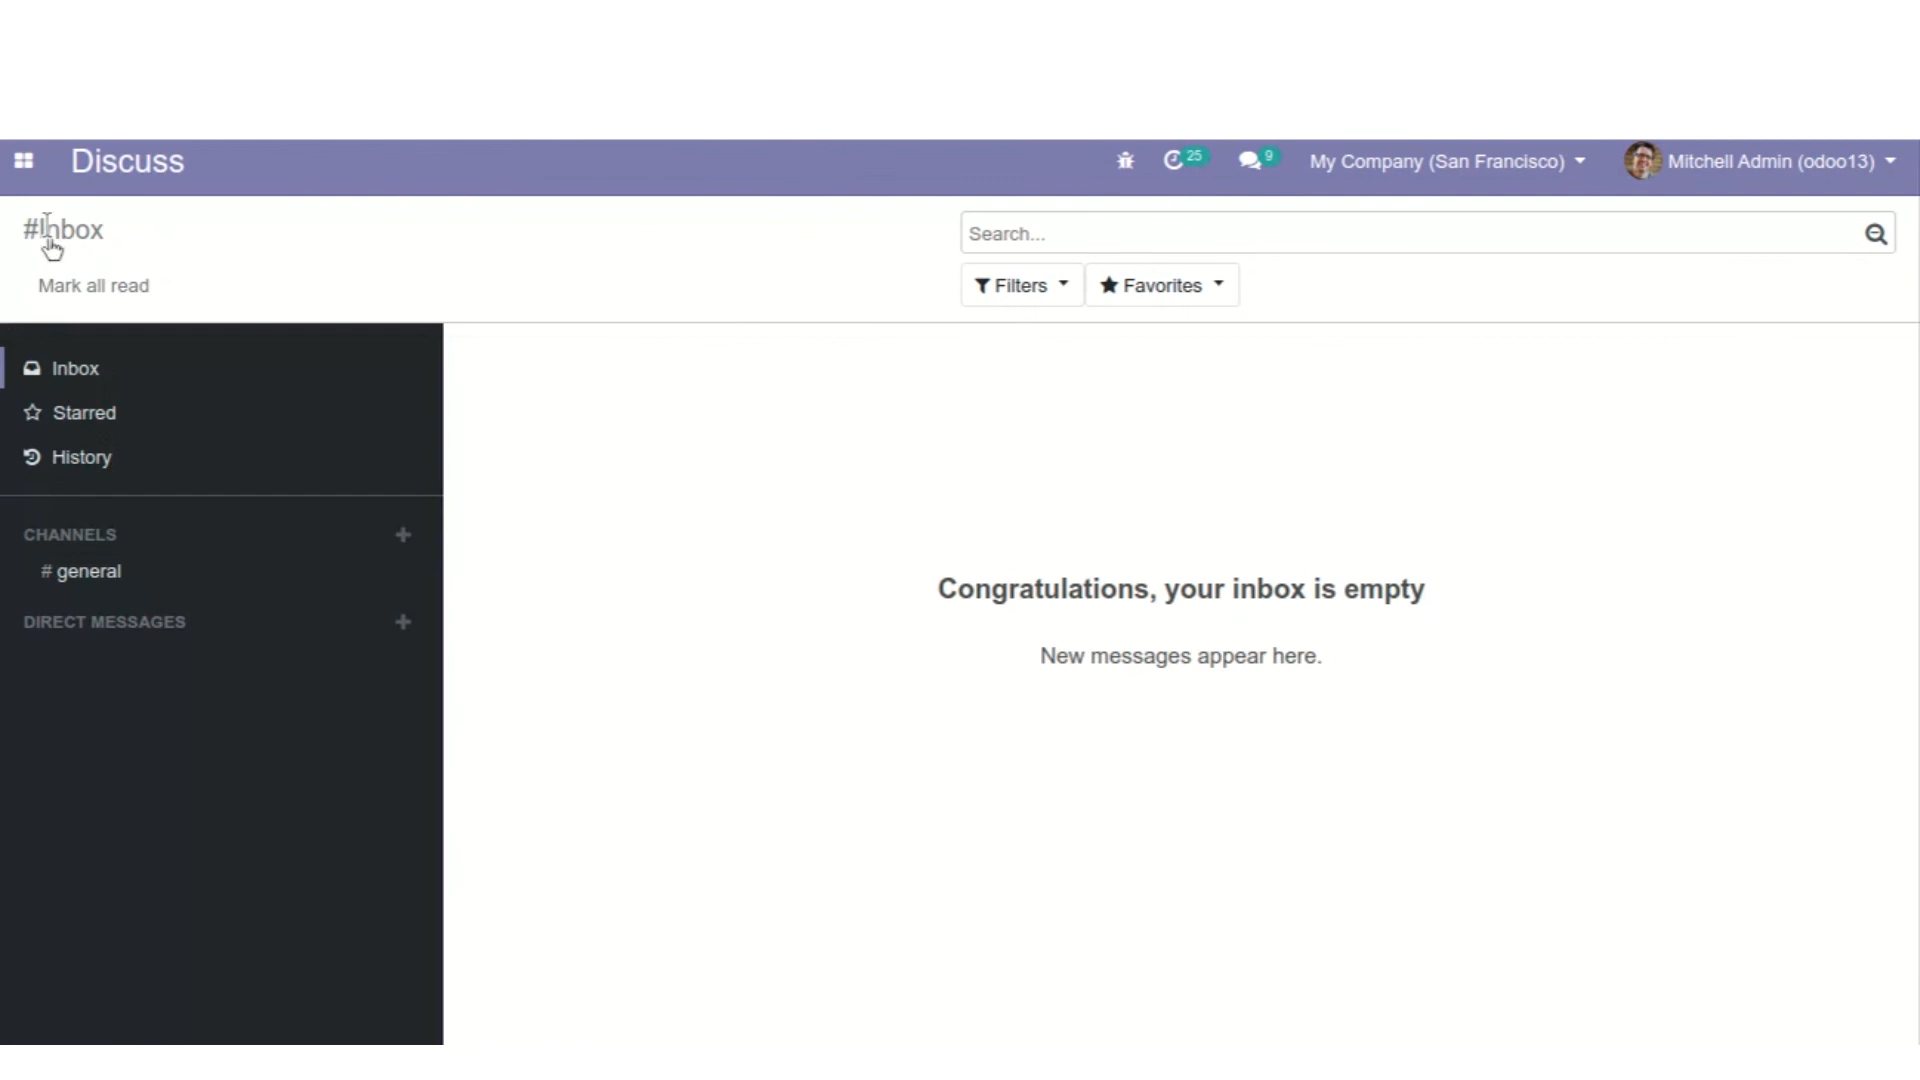 Discuss
25
9
My Company (San Francisco)
Mitchell Admin (odoo13)
#Inbox
Search...
Mark all read
Filters
Favorites
Inbox
Starred
History
CHANNELS
# general
DIRECT MESSAGES
Congratulations, your inbox is empty
New messages appear here.